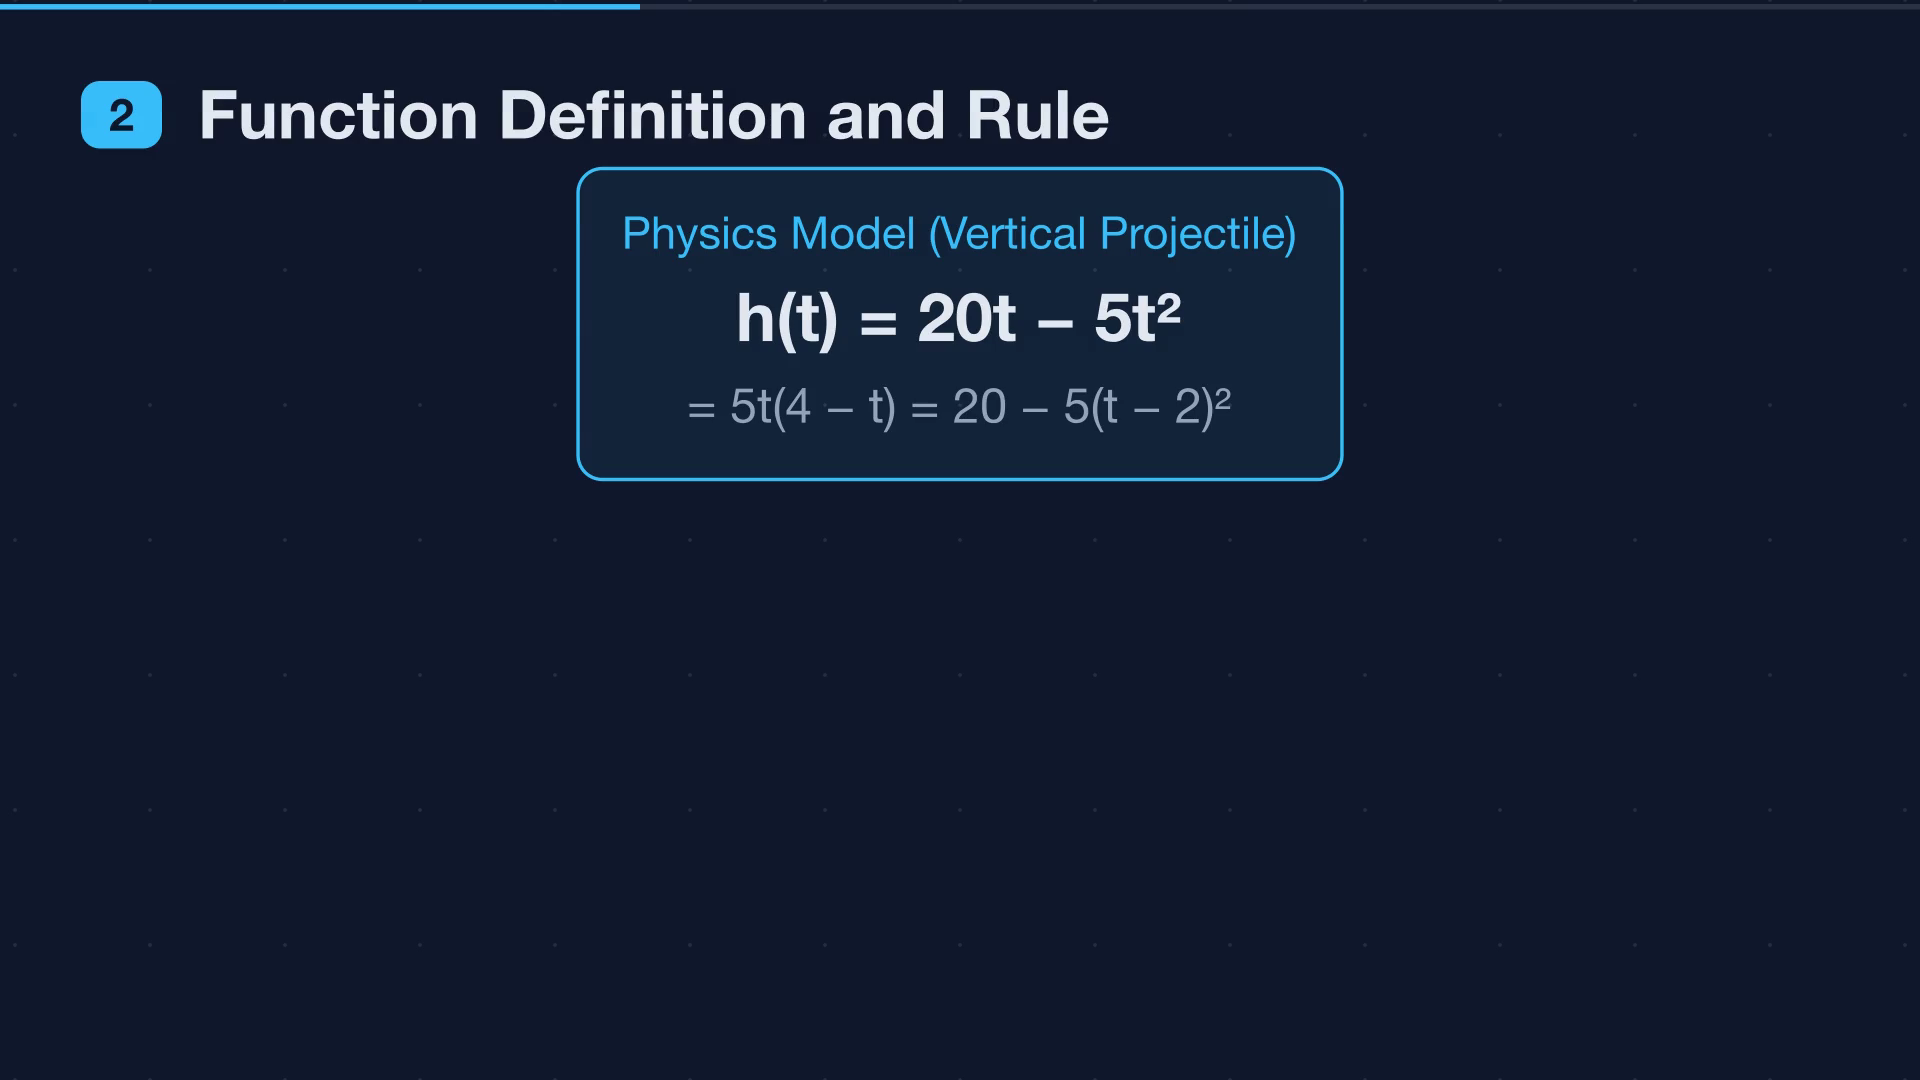 2 Function Definition and Rule
Physics Model (Vertical Projectile)
h(t) = 20t − 5t²
= 5t(4 − t) = 20 − 5(t − 2)²